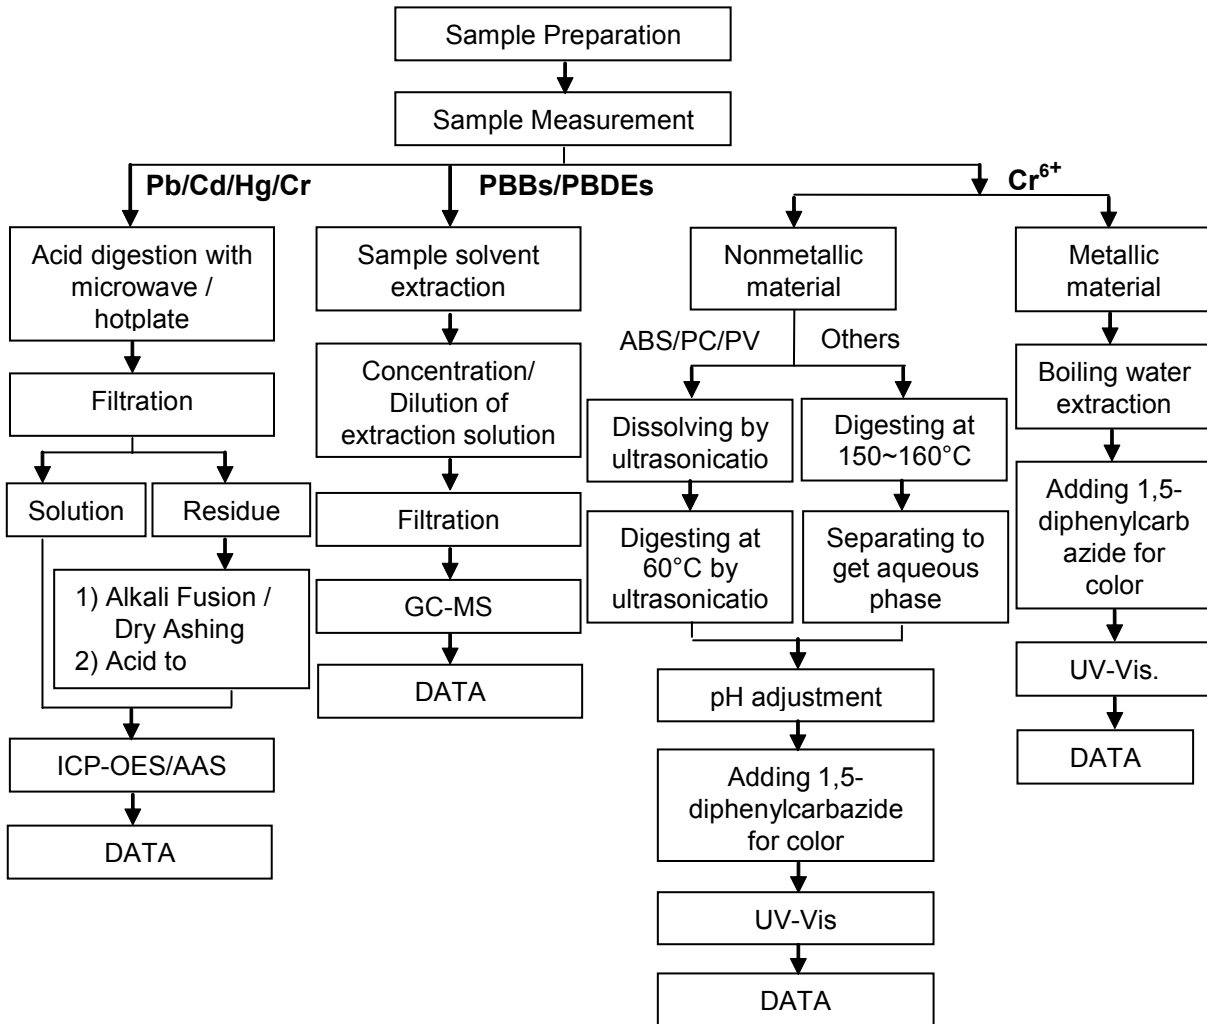 Sample Preparation
Sample Measurement
Pb/Cd/Hg/Cr
PBBs/PBDEs
Cr6+
Acid digestion with
microwave /
hotplate
Filtration
Solution
Residue
1) Alkali Fusion /
Dry Ashing
2) Acid to
ICP-OES/AAS
DATA
Sample solvent
extraction
Concentration/
Dilution of
extraction solution
Filtration
GC-MS
DATA
Nonmetallic
material
ABS/PC/PV
Others
Dissolving by
ultrasonicatio
Digesting at
60°C by
ultrasonicatio
Digesting at
150~160°C
Separating to
get aqueous
phase
pH adjustment
Adding 1,5-
diphenylcarbazide
for color
UV-Vis
DATA
Metallic
material
Boiling water
extraction
Adding 1,5-
diphenylcarb
azide for
color
UV-Vis.
DATA